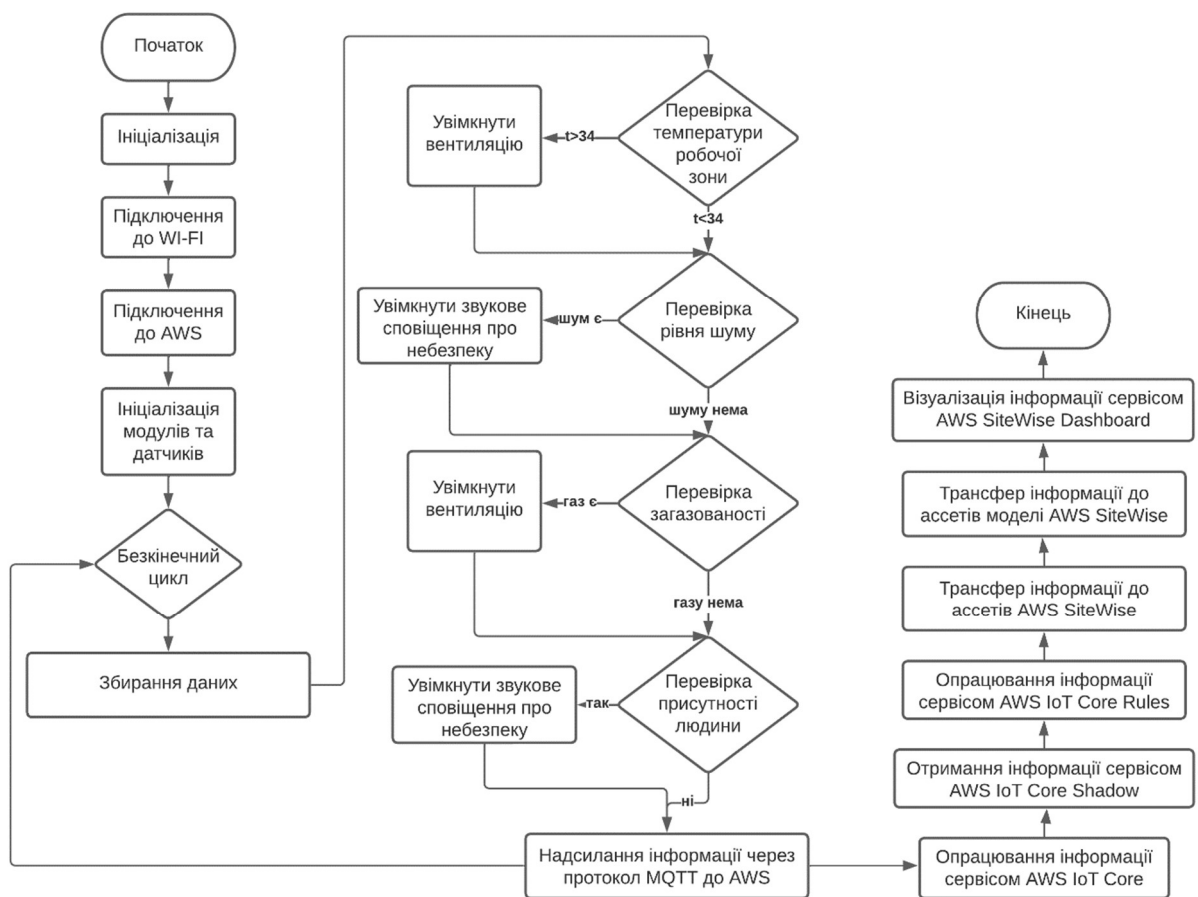 Початок
Ініціалізація
Підключення
до WI-FI
Підключення
до AWS
Ініціалізація
модулів та
датчиків
Безкінечний
цикл
Збирання даних
Перевірка
температури
робочої
зони
t>34
Увімкнути
вентиляцію
t<34
Перевірка
рівня шуму
шум є
Увімкнути звукове
сповіщення про
небезпеку
шуму нема
Перевірка
загазованості
газ є
Увімкнути
вентиляцію
газу нема
Перевірка
присутності
людини
так
Увімкнути звукове
сповіщення про
небезпеку
ні
Надсилання інформації через
протокол MQTT до AWS
Опрацювання інформації
сервісом AWS IoT Core
Отримання інформації сервісом
AWS IoT Core Shadow
Опрацювання інформації
сервісом AWS IoT Core Rules
Трансфер інформації до
ассетів AWS SiteWise
Трансфер інформації до
ассетів моделі AWS SiteWise
Візуалізація інформації сервісом
AWS SiteWise Dashboard
Кінець